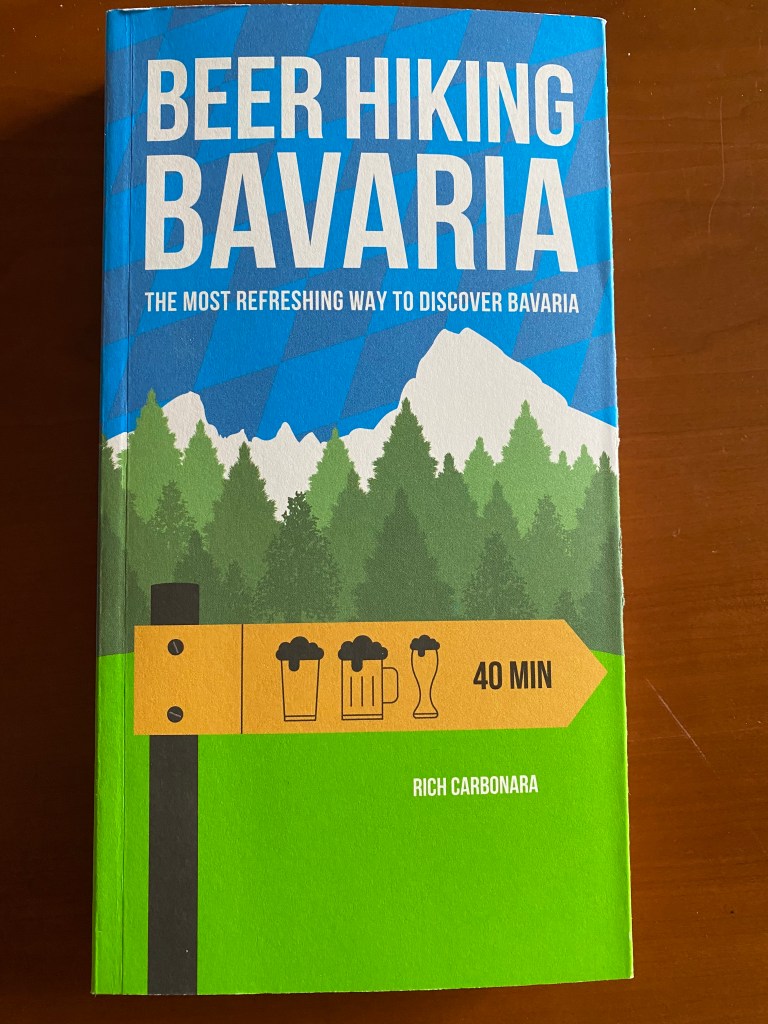 BEER HIKING
BAVARIA
THE MOST REFRESHING WAY TO DISCOVER BAVARIA
40 MIN
RICH CARBONARA